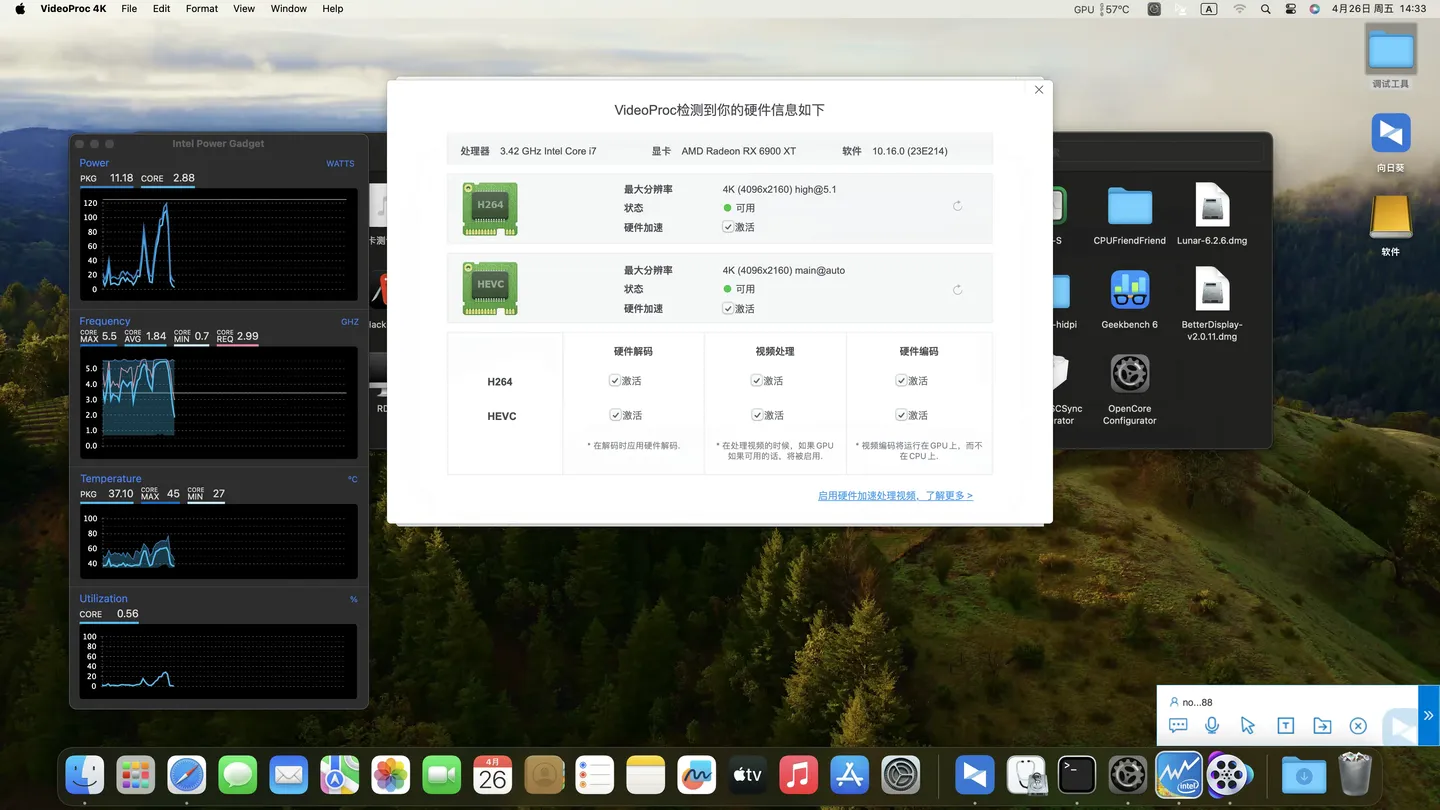 VideoProc 4K File Edit Format View Window Help
GPU 57°C A 4月26日 周五 14:33
调试工具
向日葵
软件
Intel Power Gadget
Power WATTS
PKG 11.18 CORE 2.88
120
100
80
60
40
20
0
Frequency GHZ
CORE MAX 5.5 CORE AVG 1.84 CORE MIN 0.7 CORE REQ 2.99
5.0
4.0
3.0
2.0
1.0
0.0
Temperature °C
PKG 37.10 CORE MAX 45 CORE MIN 27
100
80
60
40
Utilization %
CORE 0.56
100
80
60
40
20
0
VideoProc检测到你的硬件信息如下
处理器 3.42 GHz Intel Core i7 显卡 AMD Radeon RX 6900 XT 软件 10.16.0 (23E214)
H264
最大分辨率 4K (4096x2160) high@5.1
状态 可用
硬件加速 激活
HEVC
最大分辨率 4K (4096x2160) main@auto
状态 可用
硬件加速 激活
硬件解码 视频处理 硬件编码
H264 激活 激活 激活
HEVC 激活 激活 激活
* 在解码时应用硬件解码.
* 在处理视频的时候，如果GPU
如果可用的话，将被启用.
* 视频编码将运行在GPU上，而不
在CPU上.
启用硬件加速处理视频，了解更多 >
卡测
Hack
RD
-S
CPUFriendFriend
Lunar-6.2.6.dmg
-hidpi
Geekbench 6
BetterDisplay-
v2.0.11.dmg
SCSync
rator
OpenCore
Configurator
no...88
T
4月
26
tv
intel